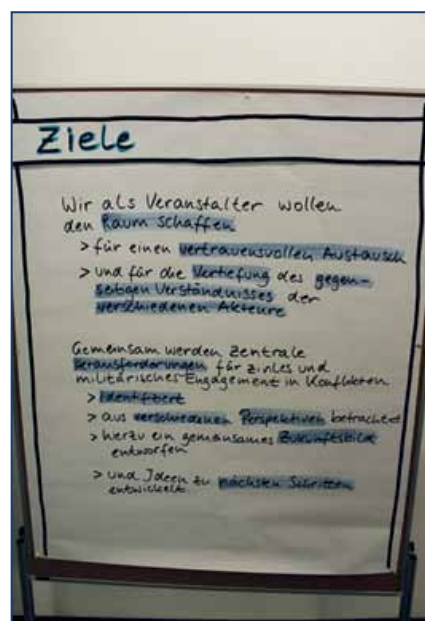 Ziele
Wir als Veranstalter wollen
den Raum schaffen
> für einen vertrauensvollen Austausch
> und für die Vertiefung des gegen-
seitigen Verständnisses der
verschiedenen Akteure
Gemeinsam werden zentrale
Herausforderungen für ziviles und
militärisches Engagement in Konflikten
> Identifiziert
> aus verschiedenen Perspektiven betrachtet
> hierzu ein gemeinsames Zukunftsbild
entworfen
> und Ideen zu nächsten Schritten
entwickelt.